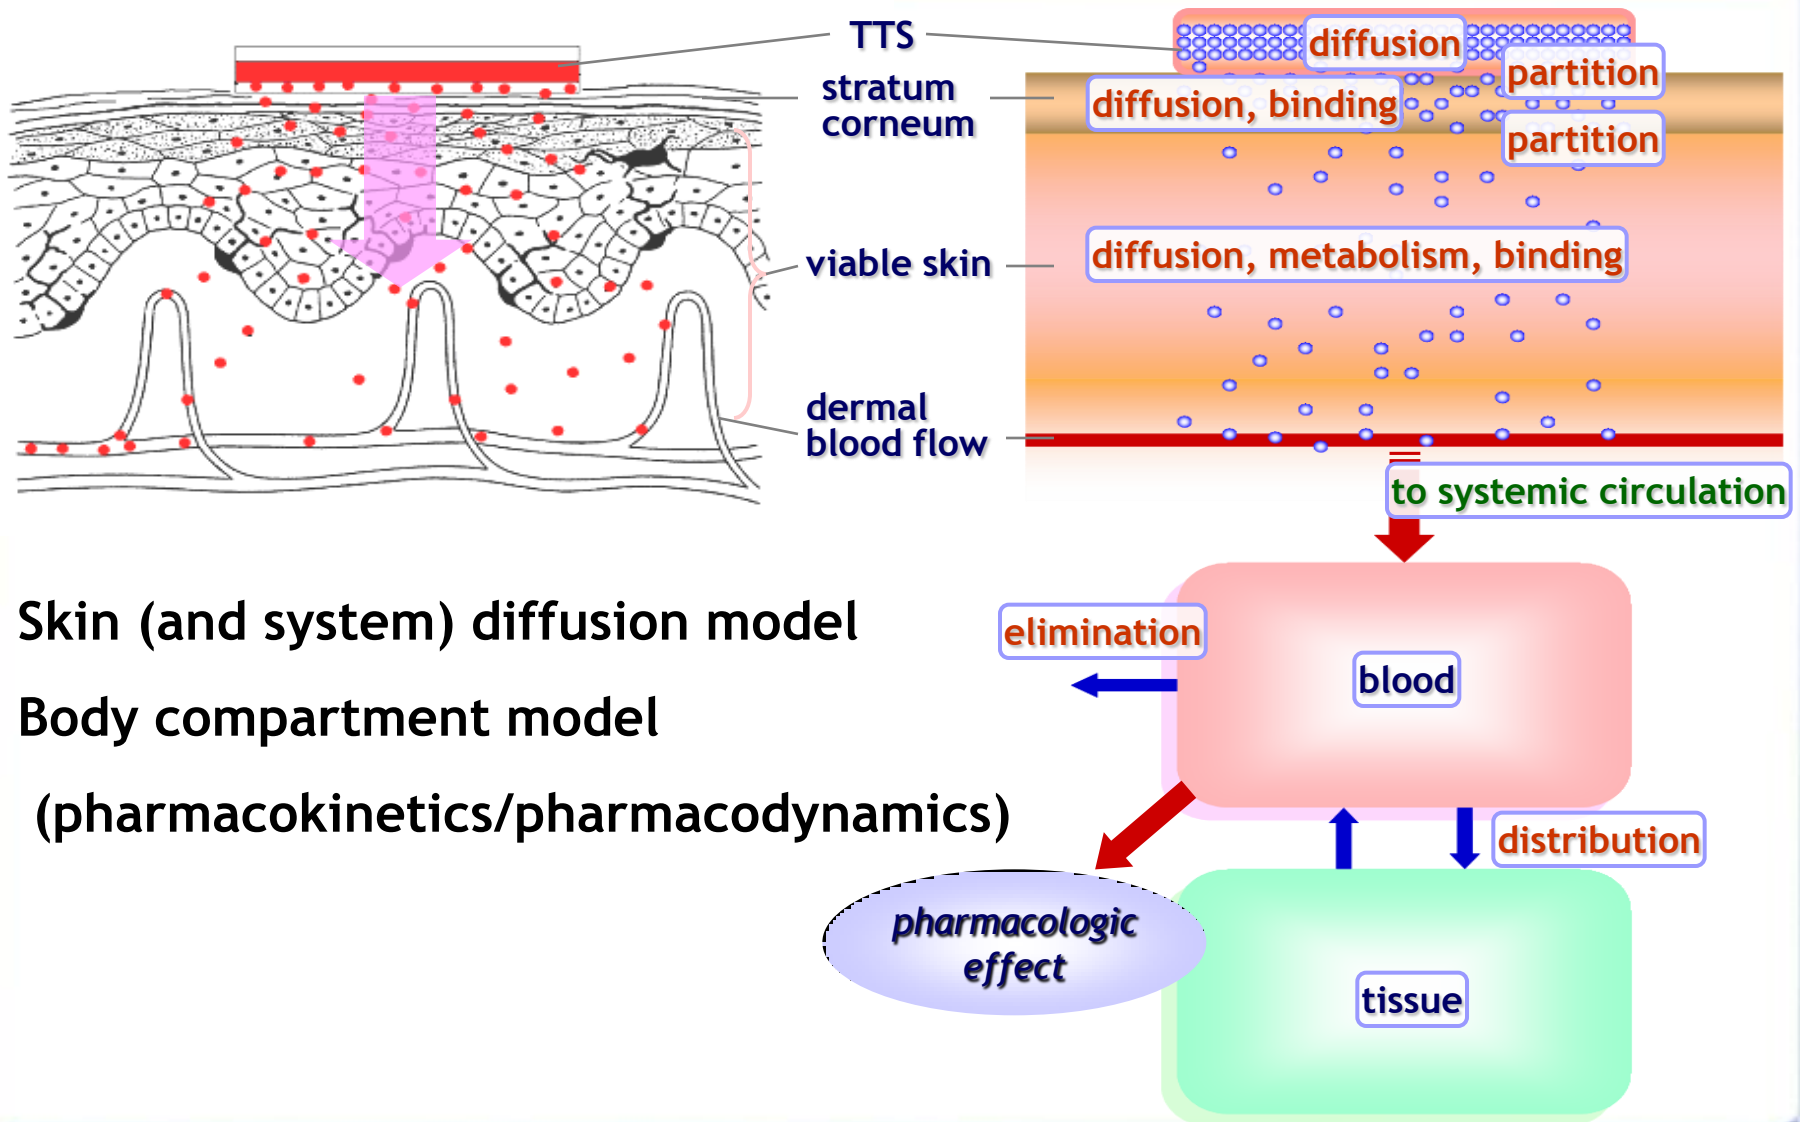 TTS
stratum
corneum
viable skin
dermal
blood flow
diffusion
partition
diffusion, binding
partition
diffusion, metabolism, binding
to systemic circulation
Skin (and system) diffusion model
Body compartment model
(pharmacokinetics/pharmacodynamics)
elimination
blood
distribution
pharmacologic
effect
tissue